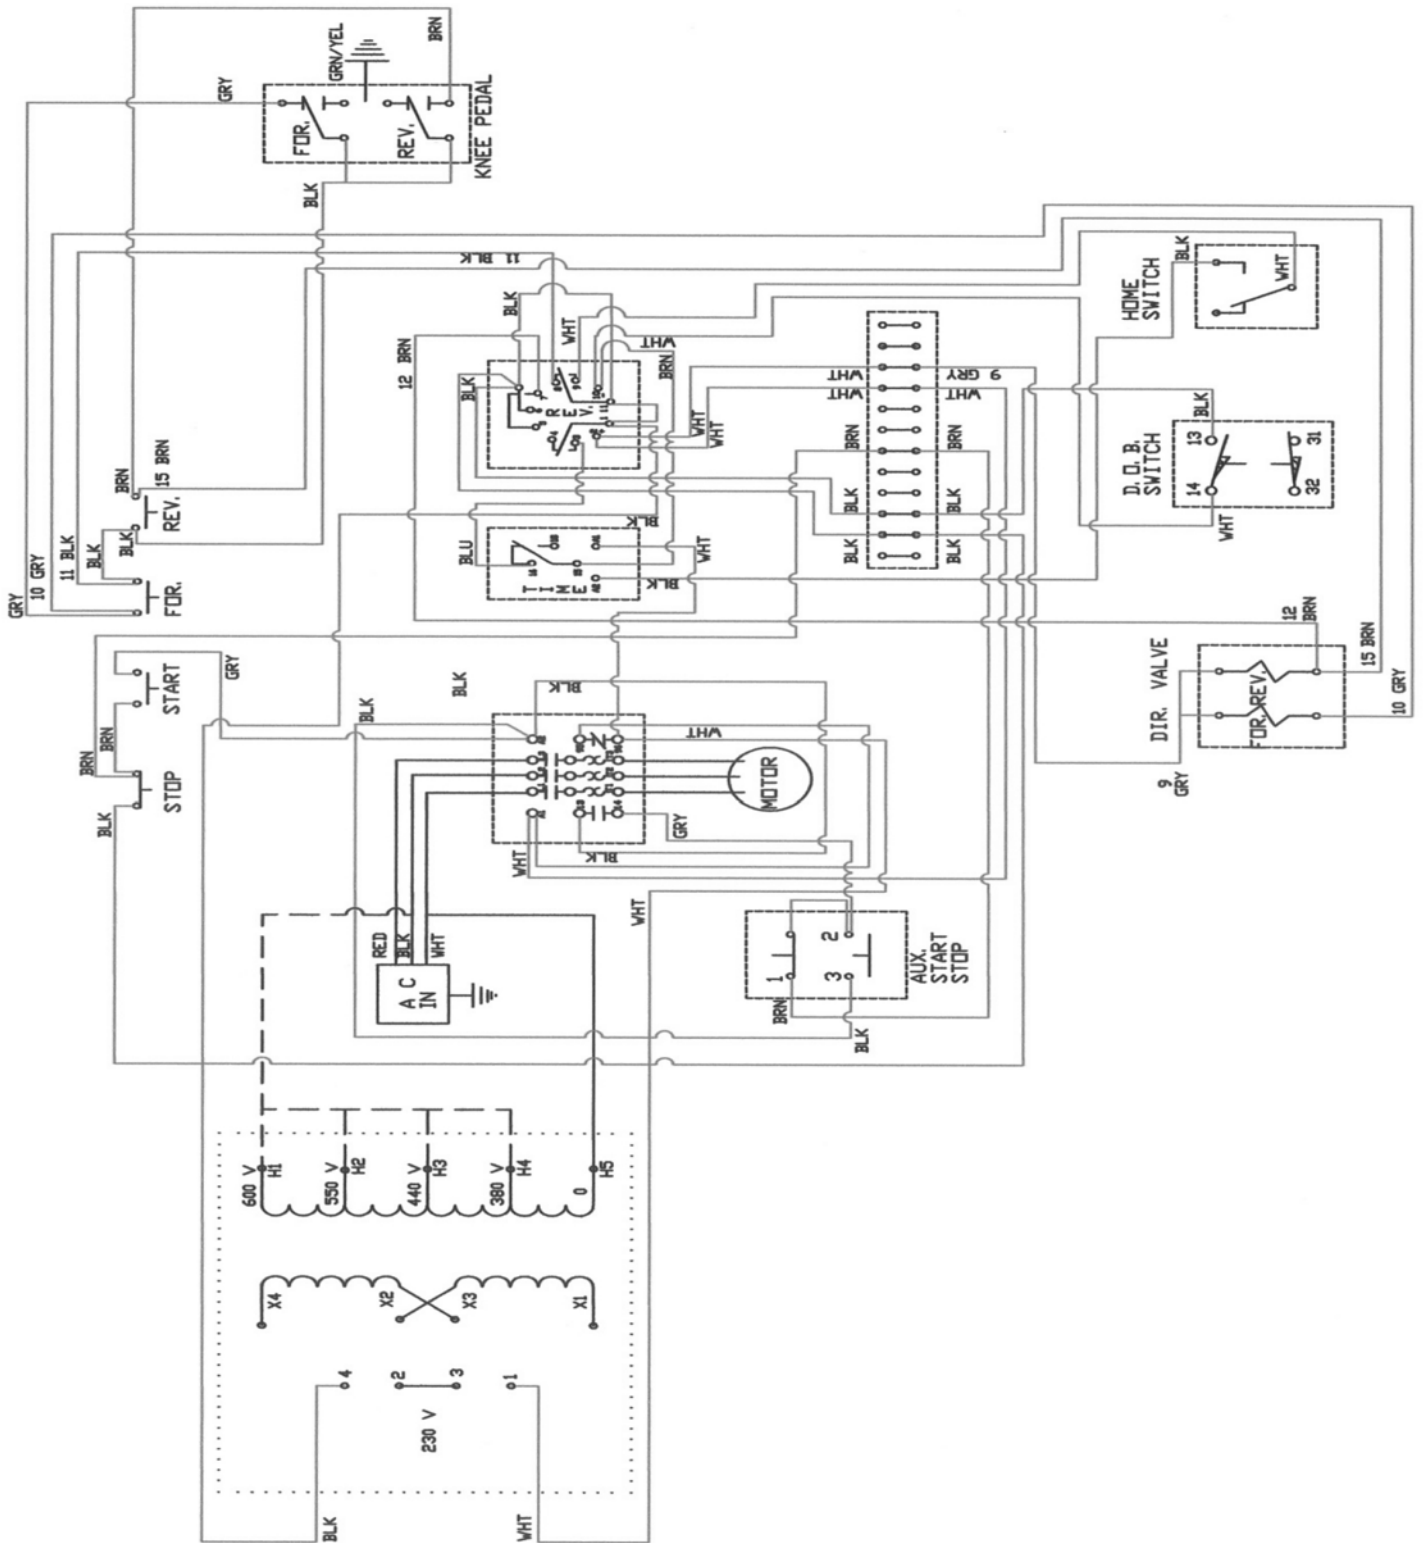 BRN
GRN/YEL
GRY
FOR.
REV.
KNEE PEDAL
BLK
11 BLK
BLK
WHT
12 BRN
WHT
BRN
BLK
REV.
WHT
WHT
BLK
BLU
TIME
WHT
BLK
BRN
15 BRN
REV.
BLK
BLK
11 BLK
10 GRY
GRY
FOR.
START
GRY
BRN
BRN
STOP
BLK
BLK
HOME
SWITCH
WHT
WHT
9 GRY
WHT
WHT
BRN
BRN
BLK
BLK
BLK
BLK
BLK
13
14
31
32
D.O.B.
SWITCH
WHT
12
BRN
15 BRN
10 GRY
DIR. VALVE
FOR.
REV.
9
GRY
BLK
BLK
BLK
WHT
MOTOR
GRY
BLK
WHT
WHT
RED
BLK
WHT
AC
IN
1
2
3
AUX.
START
STOP
BRN
BLK
600 V
H1
550 V
H2
440 V
H3
380 V
H4
0
H5
X4
X2
X3
X1
4
2
3
1
230 V
BLK
WHT